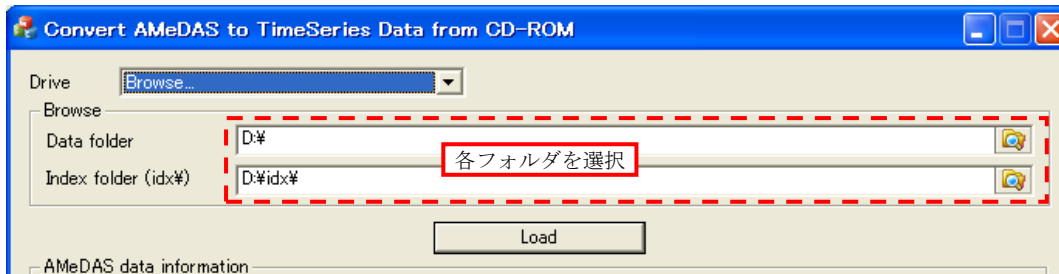 Convert AMeDAS to TimeSeries Data from CD-ROM
Drive Browse...
Browse
Data folder D:¥
各フォルダを選択
Index folder (idx¥) D:¥idx¥
Load
AMeDAS data information